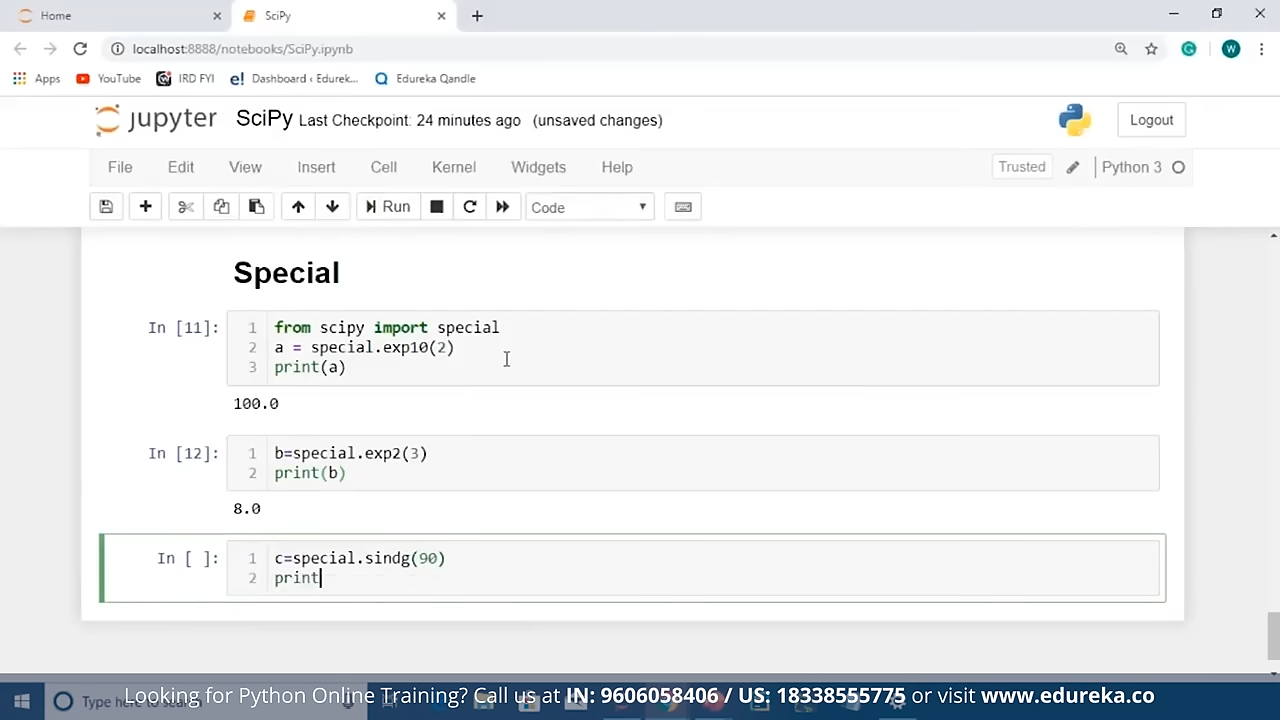 Home
SciPy
localhost:8888/notebooks/SciPy.ipynb
W
Apps YouTube IRD FYI Dashboard ‹ Edurek... Edureka Qandle
jupyter SciPy Last Checkpoint: 24 minutes ago (unsaved changes) Logout
File Edit View Insert Cell Kernel Widgets Help Trusted Python 3
Run Code
Special
In [11]: 1 from scipy import special
2 a = special.exp10(2)
3 print(a)
100.0
In [12]: 1 b=special.exp2(3)
2 print(b)
8.0
In [ ]: 1 c=special.sindg(90)
2 print
Looking for Python Online Training? Call us at IN: 9606058406 / US: 18338555775 or visit www.edureka.co